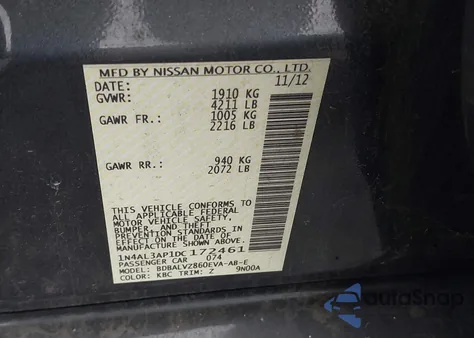 MFD BY NISSAN MOTOR CO., LTD.
DATE: 11/12
GVWR: 1910 KG
4211 LB
GAWR FR.: 1005 KG
2216 LB
GAWR RR.: 940 KG
2072 LB
THIS VEHICLE CONFORMS TO
ALL APPLICABLE FEDERAL
MOTOR VEHICLE SAFETY,
BUMPER, AND THEFT
PREVENTION STANDARDS IN
EFFECT ON THE DATE OF
MANUFACTURE SHOWN ABOVE.
1N4AL3AP1DC172461
PASSENGER CAR 074
MODEL: BDBALVZ860EVA-AB-E
COLOR: KBC TRIM: Z 9N00A
AutoSnap